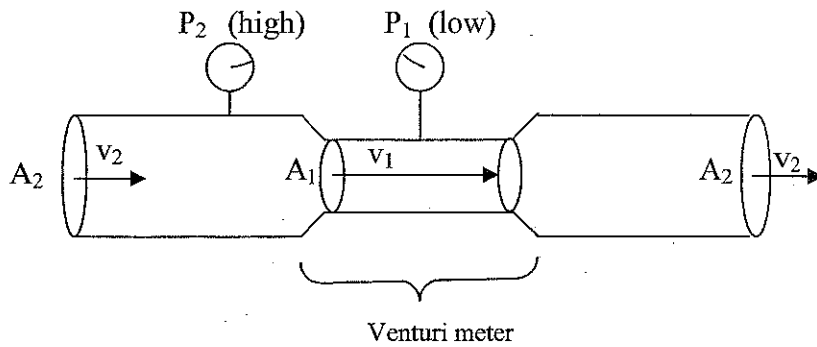 P₂ (high) P₁ (low)
A₂ v₂ A₁ v₁ A₂ v₂
Venturi meter